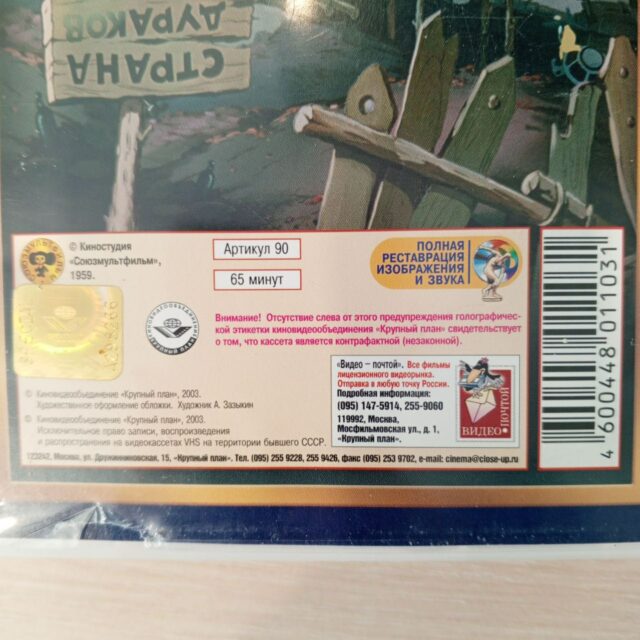 СТРАНА
ДУРАКОВ
© Киностудия
«Союзмультфильм»,
1959.
Артикул 90
65 минут
ПОЛНАЯ
РЕСТАВРАЦИЯ
ИЗОБРАЖЕНИЯ
И ЗВУКА
Внимание! Отсутствие слева от этого предупреждения голографичес-
кой этикетки киновидеообъединения «Крупный план» свидетельствует
о том, что кассета является контрафактной (незаконной).
«Видео – почтой». Все фильмы
лицензионного видеорынка.
Отправка в любую точку России.
Подробная информация:
(095) 147-5914, 255-9060
119992, Москва,
Мосфильмовская ул., д. 1,
«Крупный план».
ВИДЕО ПОЧТОЙ
© Киновидеообъединение «Крупный план», 2003.
Художественное оформление обложки. Художник А. Зазыкин
© Киновидеообъединение «Крупный план», 2003.
Исключительное право записи, воспроизведения
и распространения на видеокассетах VHS на территории бывшего СССР.
123242, Москва, ул. Дружинниковская, 15, «Крупный план». Тел. (095) 255 9228, 255 9426, факс (095) 253 9702, e-mail: cinema@close-up.ru
4 600448 011031